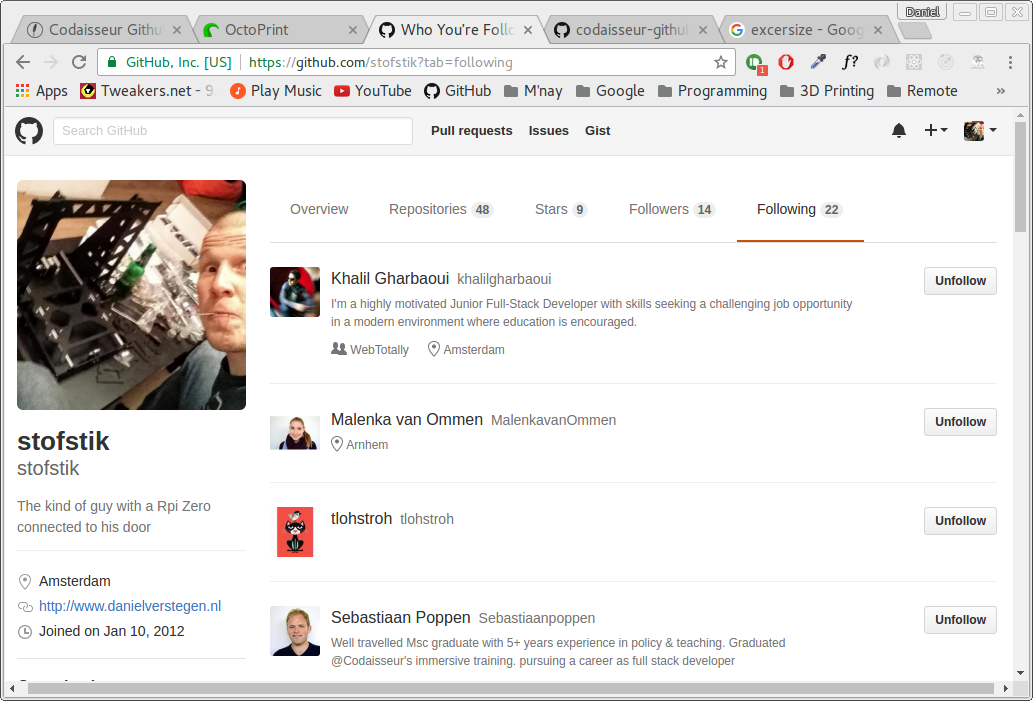 Daniel
Codaisseur Githu
OctoPrint
Who You're Follo
codaisseur-githu
excersize - Goog
GitHub, Inc. [US]
https://github.com/stofstik?tab=following
1
f?
Apps
Tweakers.net - 9
Play Music
YouTube
GitHub
M'nay
Google
Programming
3D Printing
Remote
»
Search GitHub
Pull requests
Issues
Gist
Overview
Repositories 48
Stars 9
Followers 14
Following 22
stofstik
stofstik
The kind of guy with a Rpi Zero
connected to his door
Amsterdam
http://www.danielverstegen.nl
Joined on Jan 10, 2012
Khalil Gharbaoui khalilgharbaoui
Unfollow
I'm a highly motivated Junior Full-Stack Developer with skills seeking a challenging job opportunity
in a modern environment where education is encouraged.
WebTotally Amsterdam
Malenka van Ommen MalenkavanOmmen
Unfollow
Arnhem
tlohstroh tlohstroh
Unfollow
Sebastiaan Poppen Sebastiaanpoppen
Unfollow
Well travelled Msc graduate with 5+ years experience in policy & teaching. Graduated
@Codaisseur's immersive training. pursuing a career as full stack developer